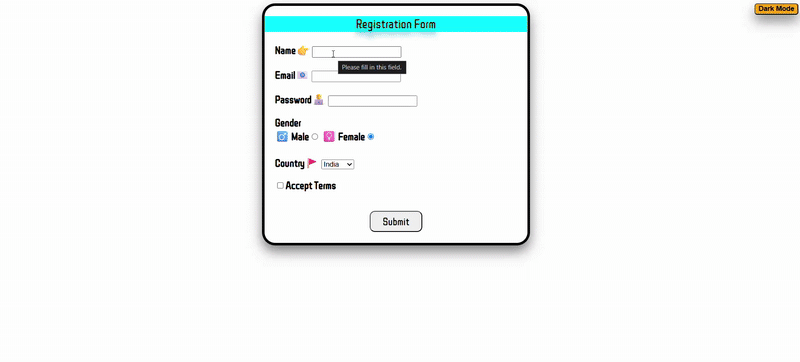 Dark Mode
Registration Form
Name
Please fill in this field.
Email
Password
Gender
Male Female
Country India
Accept Terms
Submit